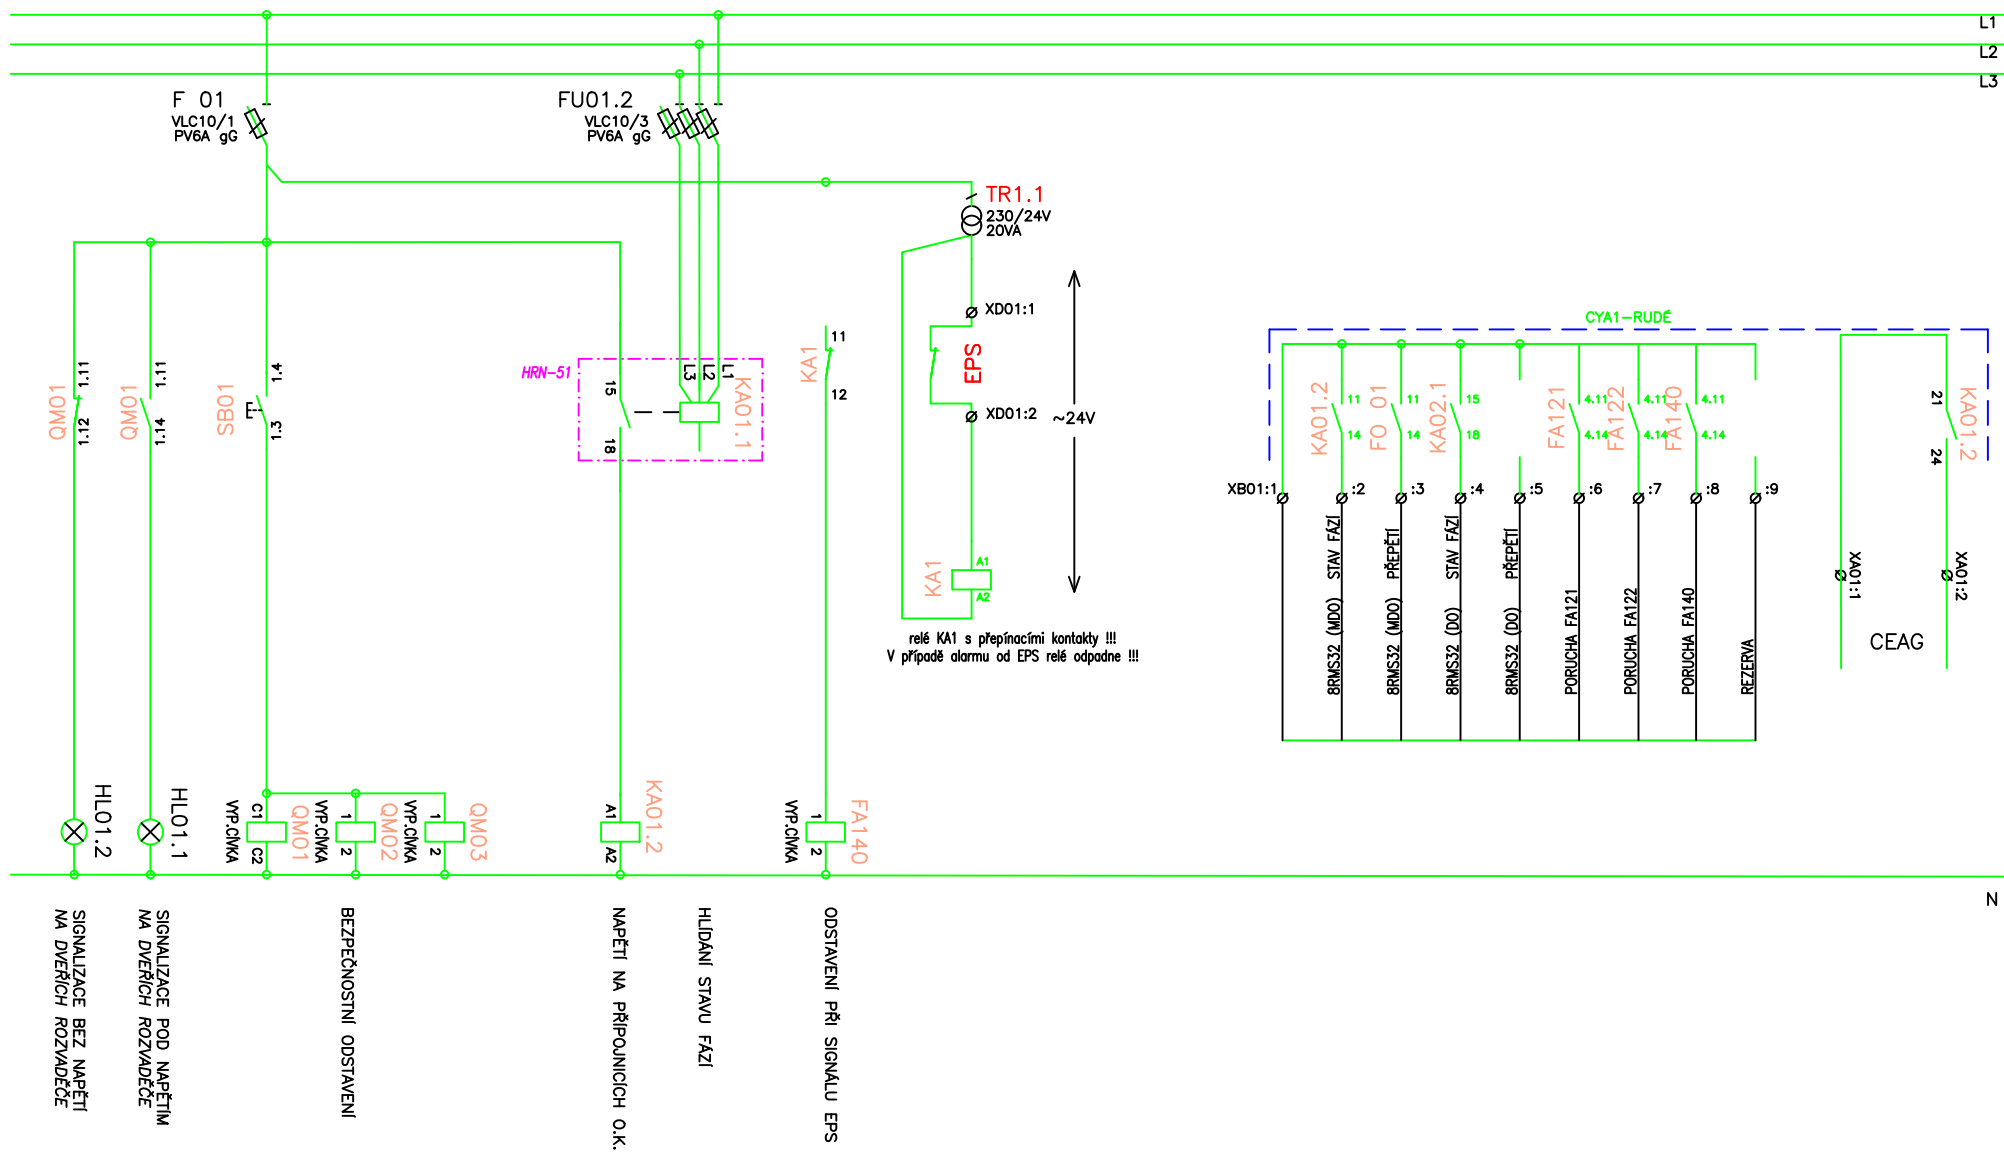 L1
L2
L3
F 01
VLC10/1
PV6A gG
FU01.2
VLC10/3
PV6A gG
TR1.1
230/24V
20VA
XD01:1
EPS
XD01:2
~24V
HRN-51
15
18
L3
L2
L1
KA01.1
KA1
11
12
1.11
1.12
QM01
1.11
1.14
QM01
1.4
1.3
SB01
KA1
A1
A2
relé KA1 s přepínacími kontakty !!!
V případě alarmu od EPS relé odpadne !!!
CYA1-RUDÉ
KA01.2
11
14
FO 01
11
14
KA02.1
15
18
FA121
4.11
4.14
FA122
4.11
4.14
FA140
4.11
4.14
21
24
KA01.2
XB01:1
:2
:3
:4
:5
:6
:7
:8
:9
8RMS32 (MDO) STAV FÁZÍ
8RMS32 (MDO) PŘEPĚTÍ
8RMS32 (DO) STAV FÁZÍ
8RMS32 (DO) PŘEPĚTÍ
PORUCHA FA121
PORUCHA FA122
PORUCHA FA140
REZERVA
XA01:1
XA01:2
CEAG
HL01.2
HL01.1
VYP.CÍVKA
C1
C2
QM01
VYP.CÍVKA
1
2
QM02
VYP.CÍVKA
1
2
QM03
A1
A2
KA01.2
VYP.CÍVKA
1
2
FA140
N
SIGNALIZACE BEZ NAPĚTÍ
NA DVEŘÍCH ROZVADĚČE
SIGNALIZACE POD NAPĚTÍM
NA DVEŘÍCH ROZVADĚČE
BEZPEČNOSTNÍ ODSTAVENÍ
NAPĚTÍ NA PŘÍPOJNICÍCH O.K.
HLÍDÁNÍ STAVU FÁZÍ
ODSTAVENÍ PŘI SIGNÁLU EPS